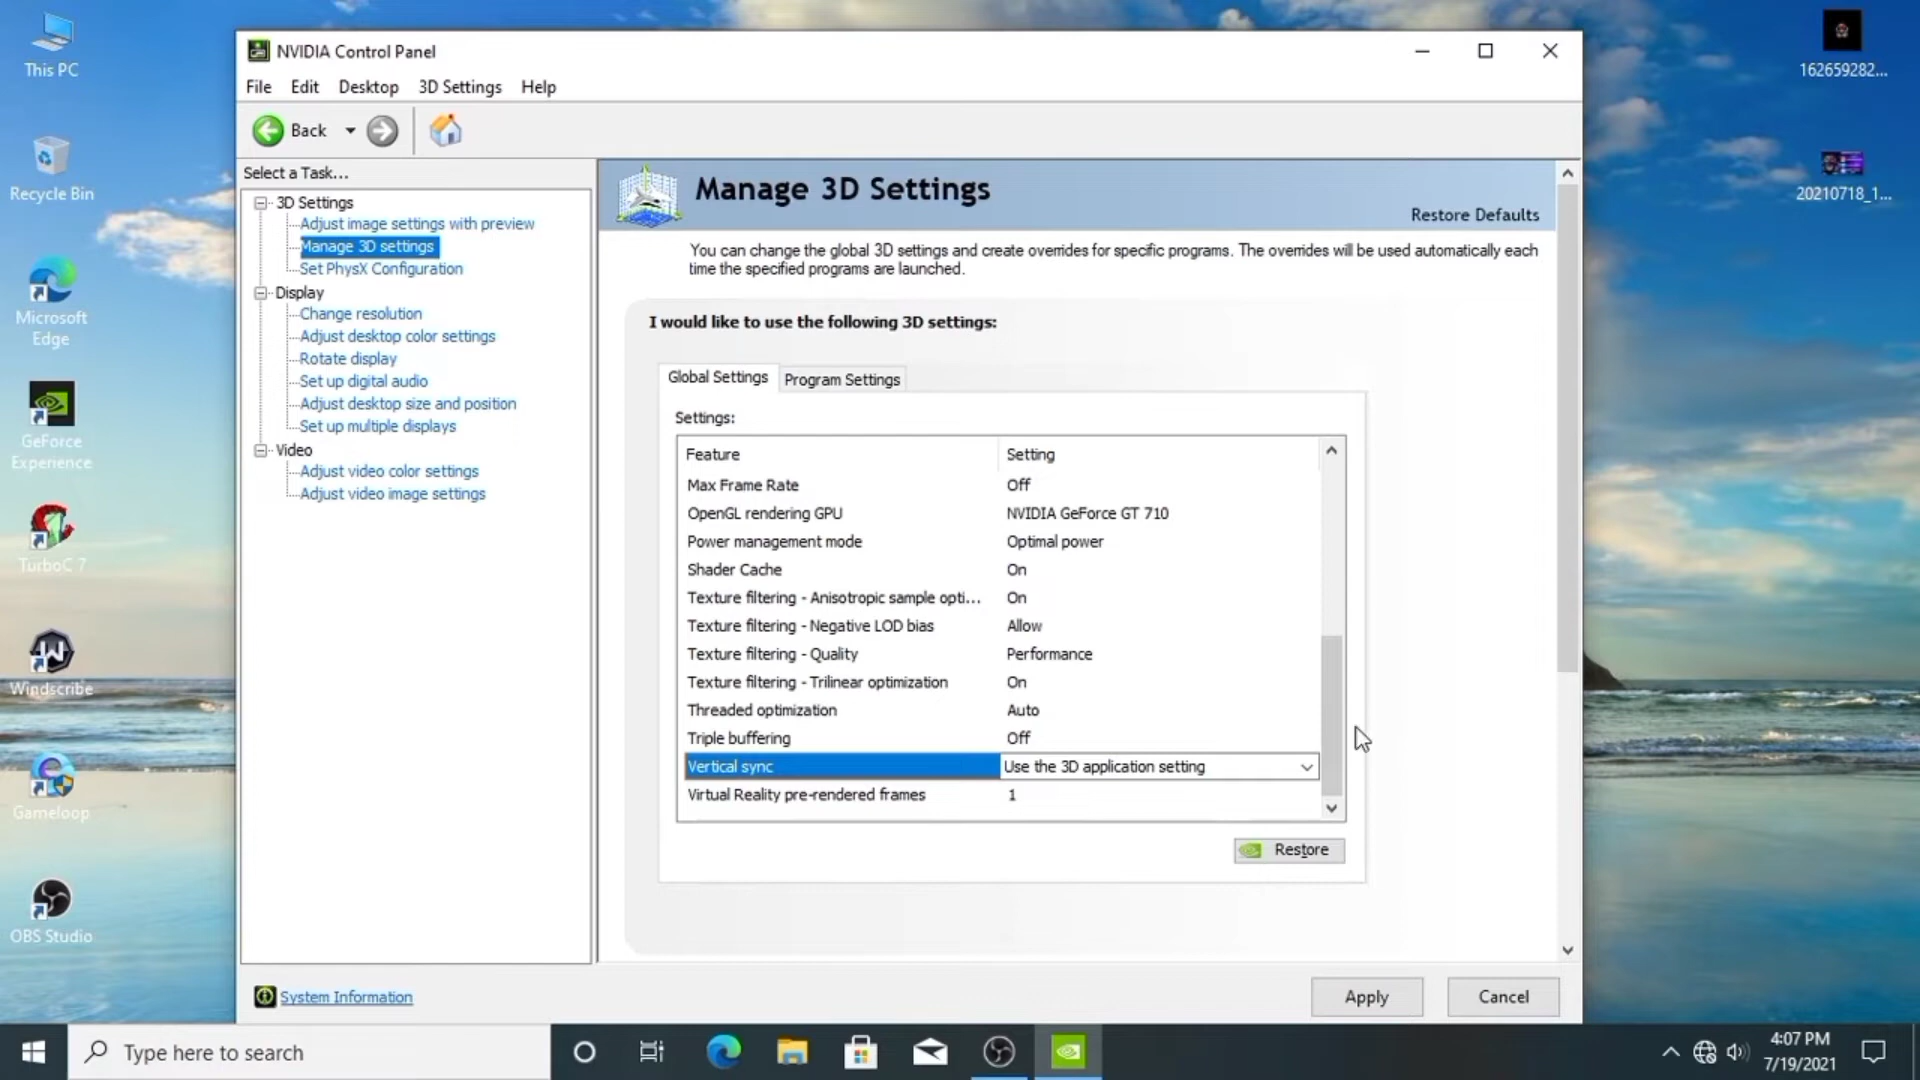 This PC
Recycle Bin
Microsoft
Edge
GeForce
Experience
TurboC 7
Windscribe
Gameloop
OBS Studio
162659282...
20210718_1...
NVIDIA Control Panel
File Edit Desktop 3D Settings Help
Back
Select a Task...
3D Settings
Adjust image settings with preview
Manage 3D settings
Set PhysX Configuration
Display
Change resolution
Adjust desktop color settings
Rotate display
Set up digital audio
Adjust desktop size and position
Set up multiple displays
Video
Adjust video color settings
Adjust video image settings
System Information
Manage 3D Settings
Restore Defaults
You can change the global 3D settings and create overrides for specific programs. The overrides will be used automatically each
time the specified programs are launched.
I would like to use the following 3D settings:
Global Settings Program Settings
Settings:
Feature Setting
Max Frame Rate Off
OpenGL rendering GPU NVIDIA GeForce GT 710
Power management mode Optimal power
Shader Cache On
Texture filtering - Anisotropic sample opti... On
Texture filtering - Negative LOD bias Allow
Texture filtering - Quality Performance
Texture filtering - Trilinear optimization On
Threaded optimization Auto
Triple buffering Off
Vertical sync Use the 3D application setting
Virtual Reality pre-rendered frames 1
Restore
Apply Cancel
Type here to search
4:07 PM
7/19/2021